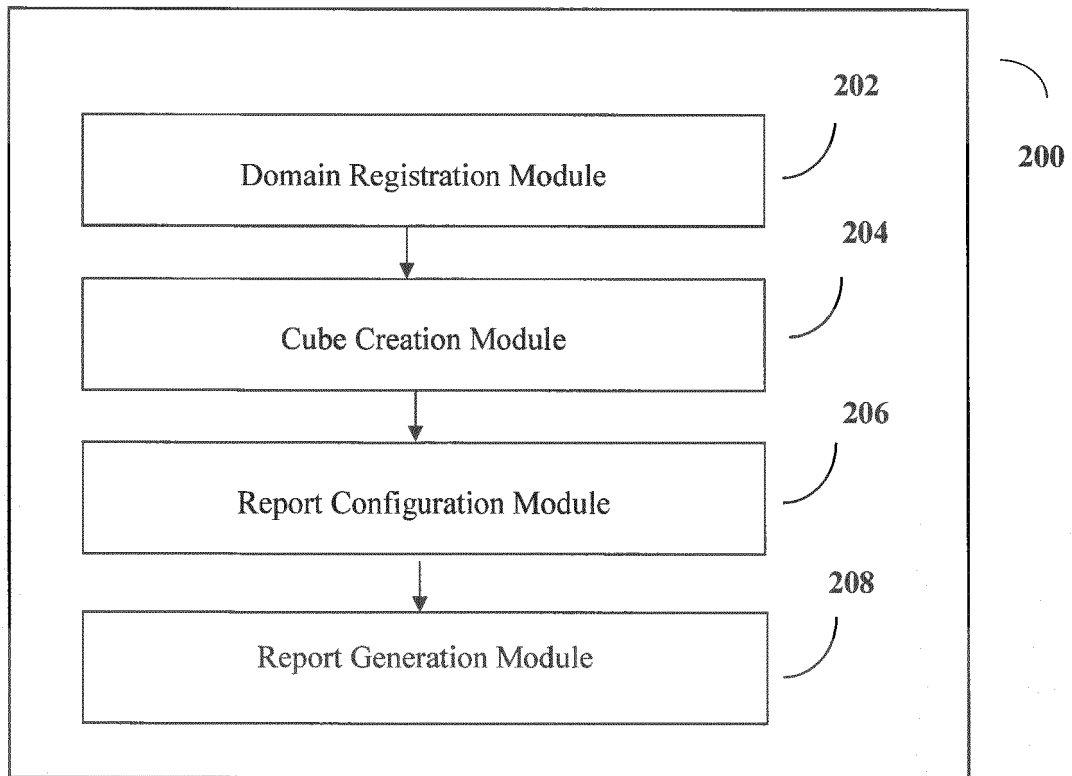 202
Domain Registration Module
200
204
Cube Creation Module
206
Report Configuration Module
208
Report Generation Module